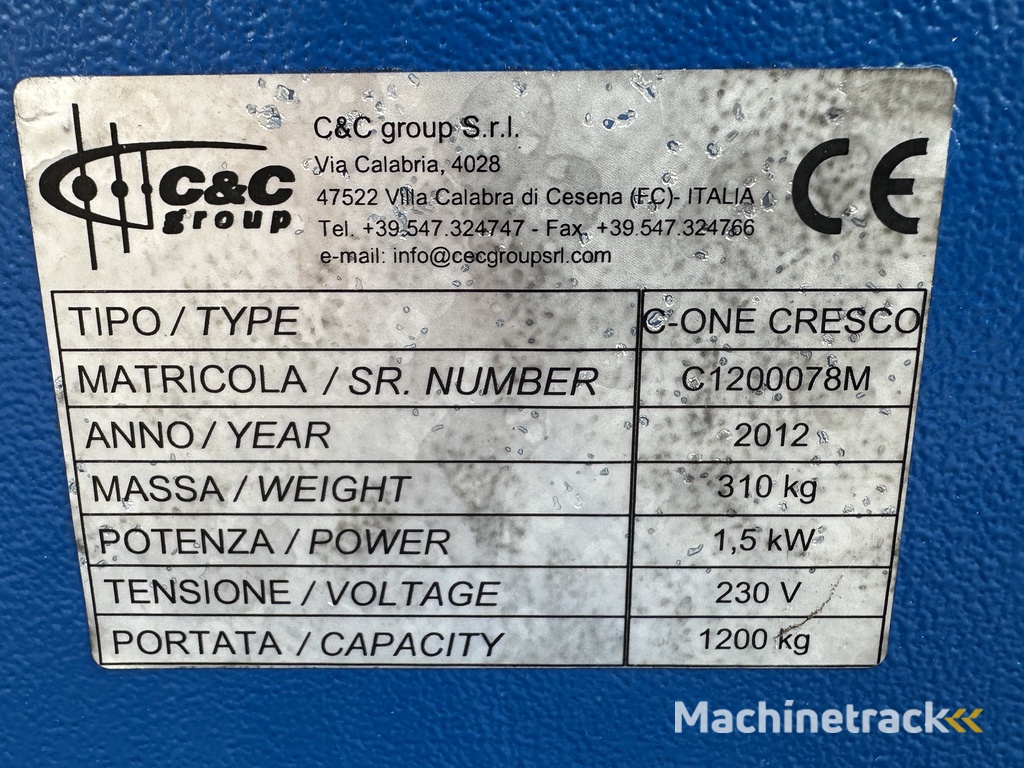 C&C
group
C&C group S.r.l.
Via Calabria, 4028
47522 Villa Calabra di Cesena (FC)- ITALIA
Tel. +39.547.324747 - Fax. +39.547.324766
e-mail: info@cecgroupsrl.com
CE
TIPO / TYPE C-ONE CRESCO
MATRICOLA / SR. NUMBER C1200078M
ANNO / YEAR 2012
MASSA / WEIGHT 310 kg
POTENZA / POWER 1,5 kW
TENSIONE / VOLTAGE 230 V
PORTATA / CAPACITY 1200 kg
Machinetrack